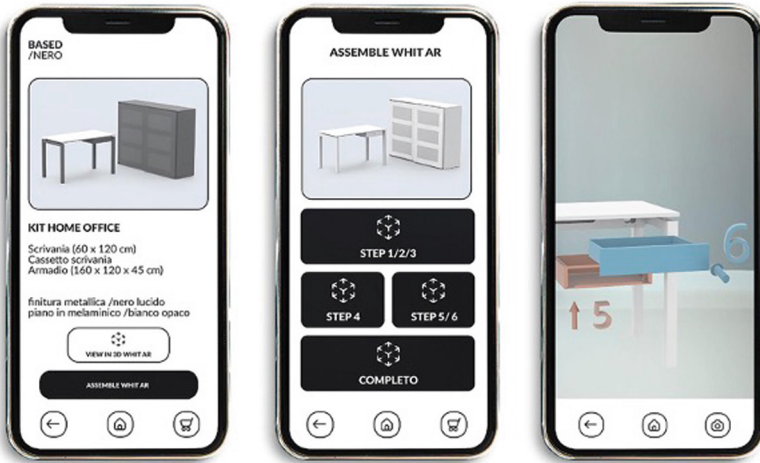 BASED
/NERO
KIT HOME OFFICE
Scrivania (60 x 120 cm)
Cassetto scrivania
Armadio (160 x 120 x 45 cm)
finitura metallica /nero lucido
piano in melaminico /bianco opaco
VIEW IN 3D WHIT AR
ASSEMBLE WHIT AR
ASSEMBLE WHIT AR
STEP 1/2/3
STEP 4
STEP 5/6
COMPLETO
6
5